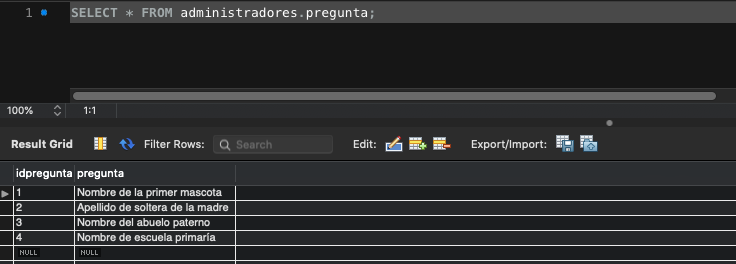 1 SELECT * FROM administradores.pregunta;
100% 1:1
Result Grid Filter Rows: Search Edit: Export/Import:
idpregunta pregunta
1 Nombre de la primer mascota
2 Apellido de soltera de la madre
3 Nombre del abuelo paterno
4 Nombre de escuela primaría
NULL NULL